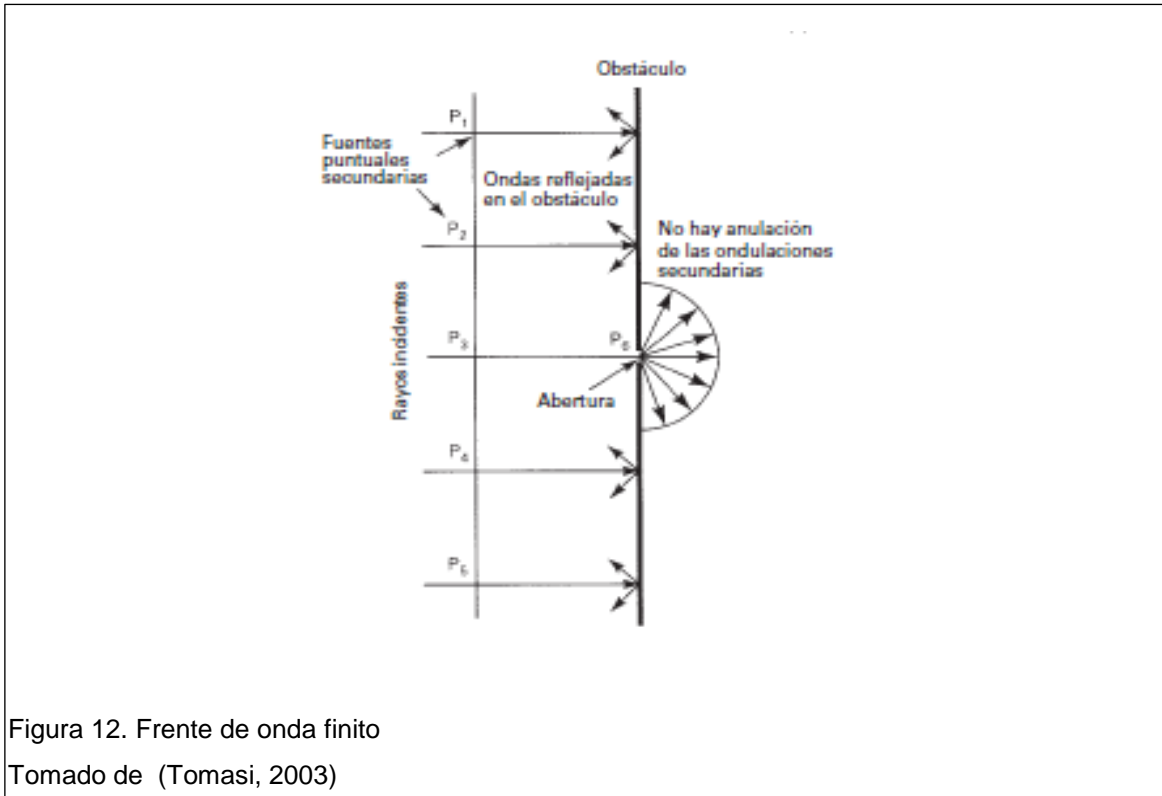 Obstáculo
P₁
Fuentes
puntuales
secundarias
Ondas reflejadas
en el obstáculo
P₂
No hay anulación
de las ondulaciones
secundarias
Rayos incidentes
P₃
P₆
Abertura
P₄
P₅
Figura 12. Frente de onda finito
Tomado de (Tomasi, 2003)